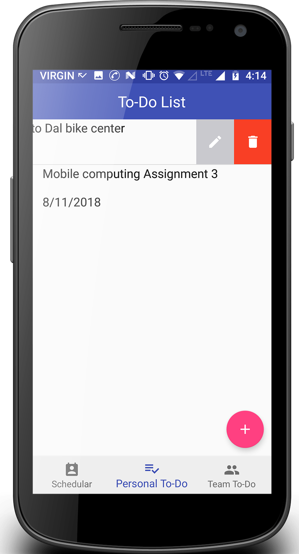 VIRGIN LTE 4:14
To-Do List
to Dal bike center
Mobile computing Assignment 3
8/11/2018
Schedular Personal To-Do Team To-Do